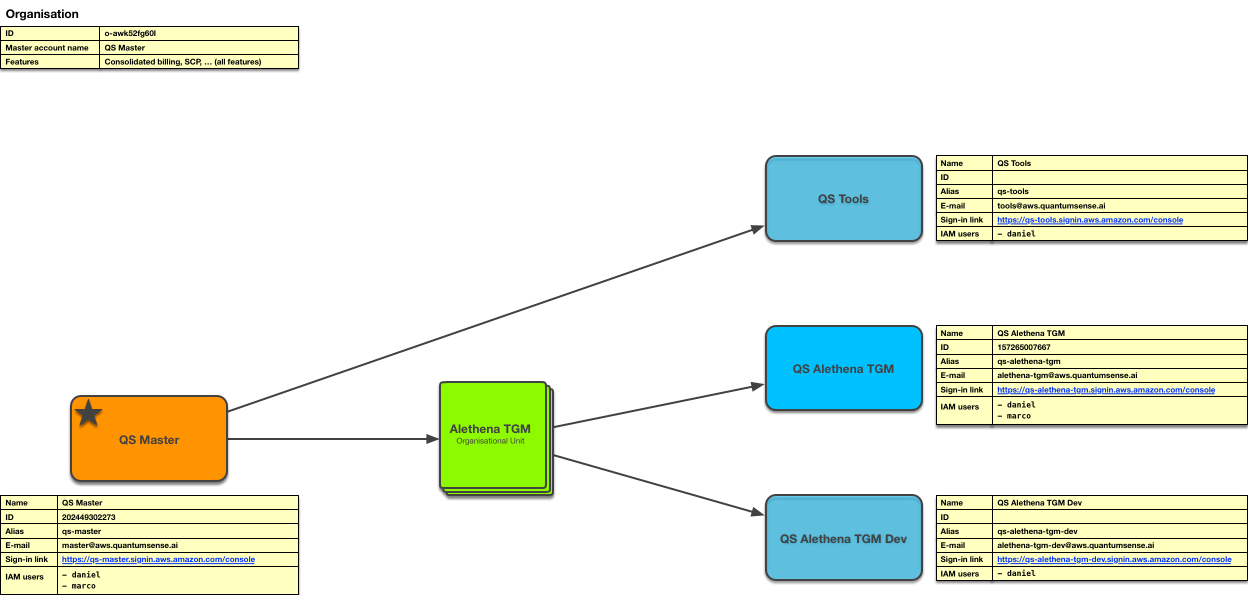 Organisation
ID o-awk52fg60l
Master account name QS Master
Features Consolidated billing, SCP, ... (all features)
QS Tools
Name QS Tools
ID
Alias qs-tools
E-mail tools@aws.quantumsense.ai
Sign-in link https://qs-tools.signin.aws.amazon.com/console
IAM users – daniel
QS Alethena TGM
Name QS Alethena TGM
ID 157265007667
Alias qs-alethena-tgm
E-mail alethena-tgm@aws.quantumsense.ai
Sign-in link https://qs-alethena-tgm.signin.aws.amazon.com/console
IAM users – daniel
– marco
QS Master
Alethena TGM
Organisational Unit
Name QS Master
ID 202449302273
Alias qs-master
E-mail master@aws.quantumsense.ai
Sign-in link https://qs-master.signin.aws.amazon.com/console
IAM users – daniel
– marco
QS Alethena TGM Dev
Name QS Alethena TGM Dev
ID
Alias qs-alethena-tgm-dev
E-mail alethena-tgm-dev@aws.quantumsense.ai
Sign-in link https://qs-alethena-tgm-dev.signin.aws.amazon.com/console
IAM users – daniel